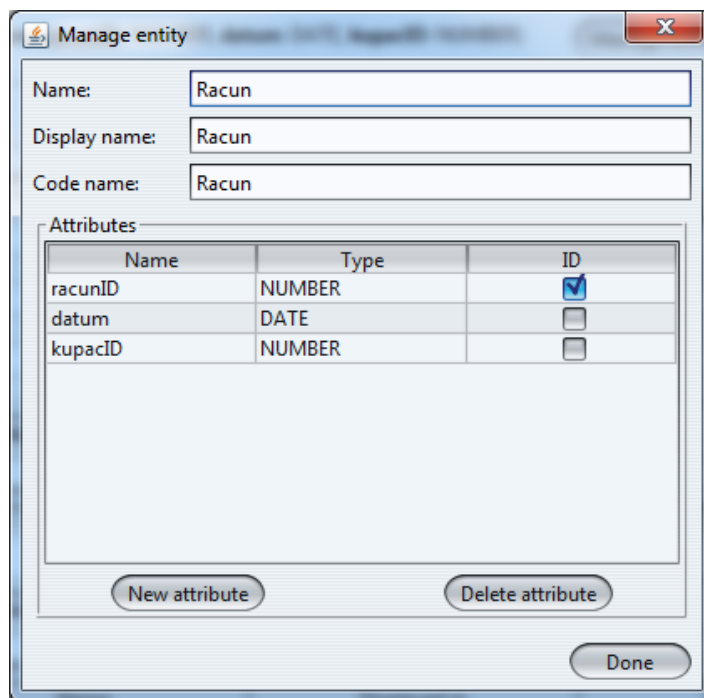 Manage entity
Name: Racun
Display name: Racun
Code name: Racun
Attributes
Name Type ID
racunID NUMBER
datum DATE
kupacID NUMBER
New attribute Delete attribute
Done